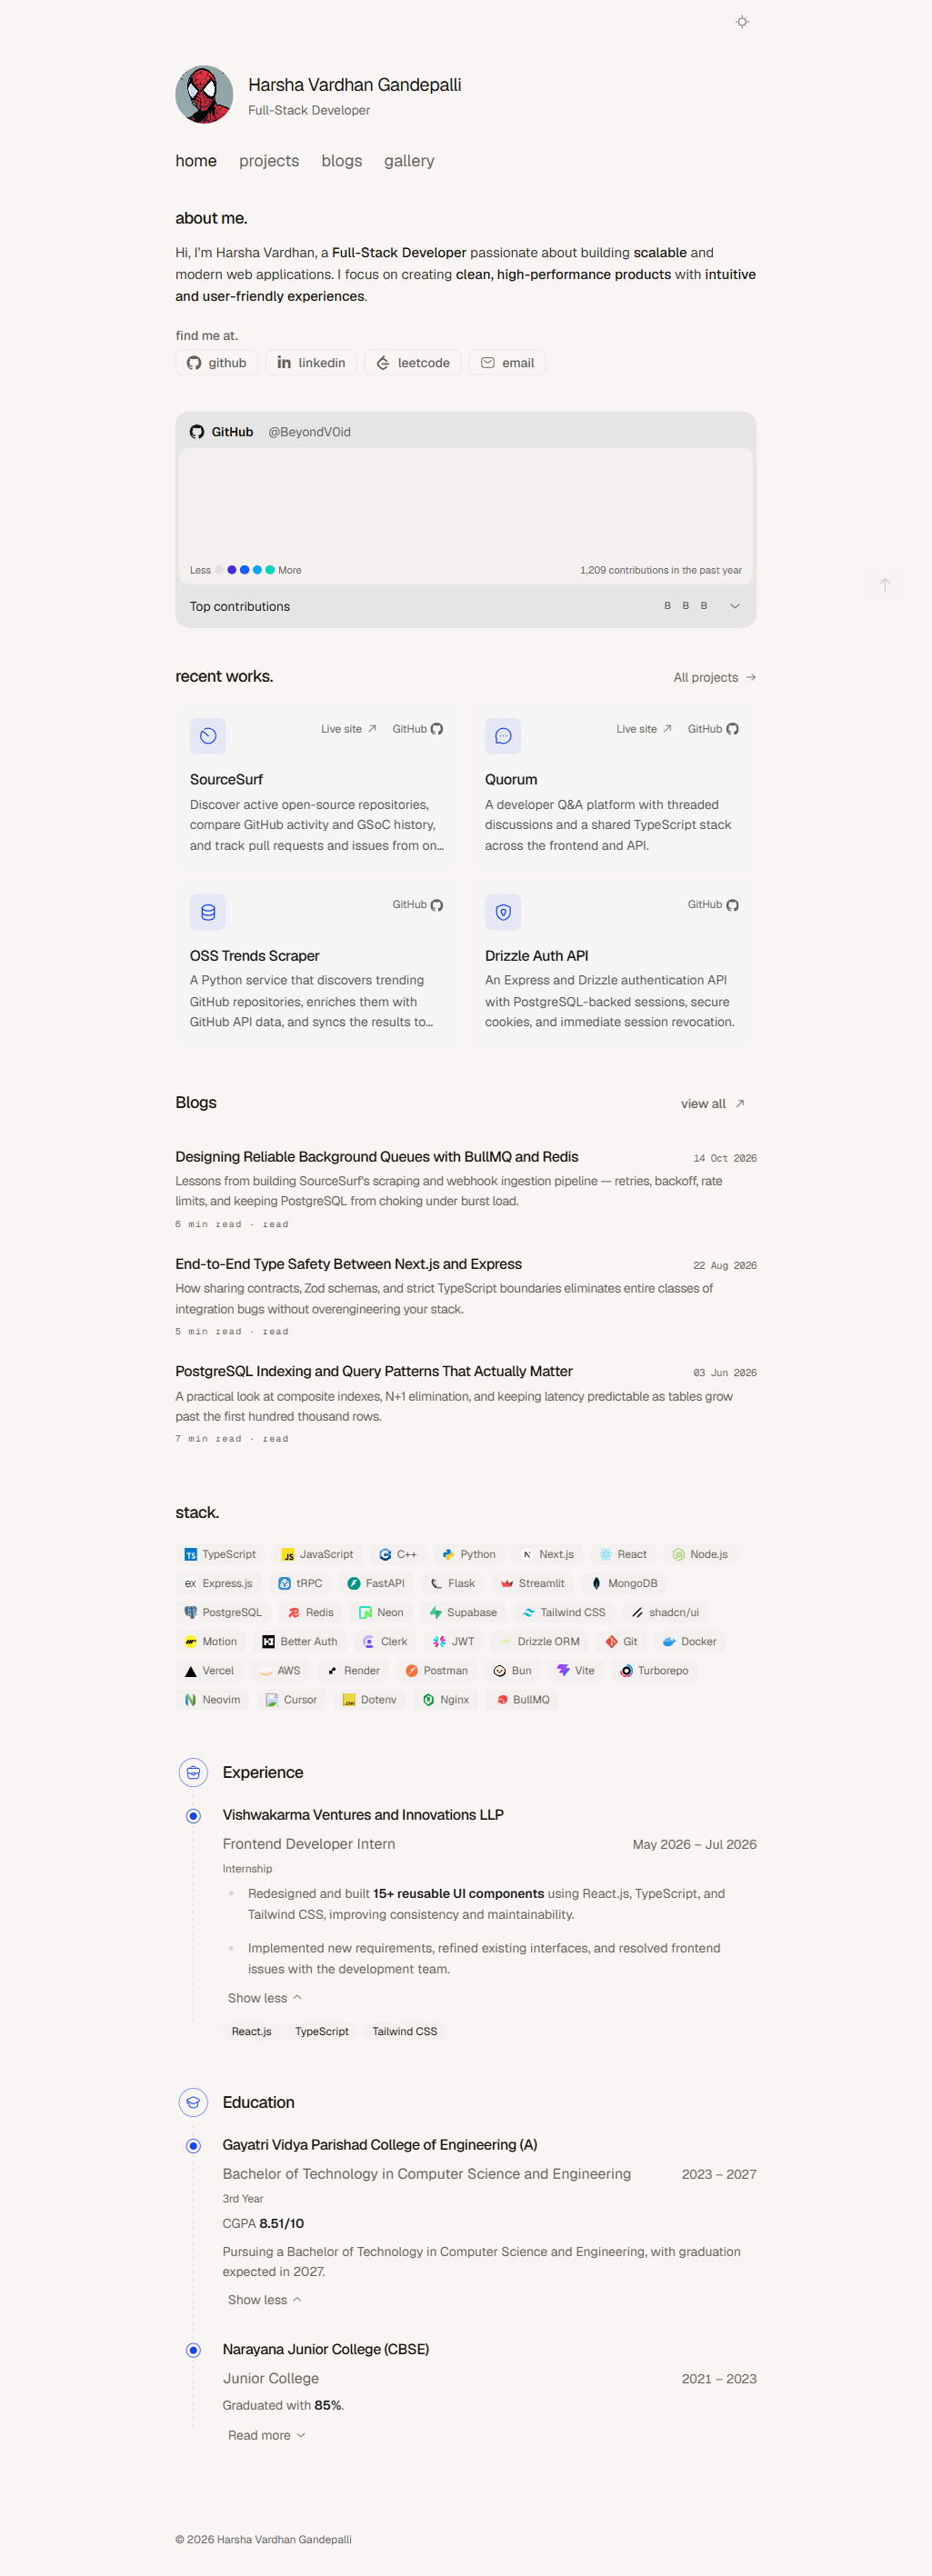 Harsha Vardhan Gandepalli
Full-Stack Developer
home projects blogs gallery
about me.
Hi, I'm Harsha Vardhan, a Full-Stack Developer passionate about building scalable and
modern web applications. I focus on creating clean, high-performance products with intuitive
and user-friendly experiences.
find me at.
github linkedin leetcode email
GitHub @BeyondV0id
Less More 1,209 contributions in the past year
Top contributions B B B
recent works. All projects →
Live site ↗ GitHub
SourceSurf
Discover active open-source repositories,
compare GitHub activity and GSoC history,
and track pull requests and issues from on...
Live site ↗ GitHub
Quorum
A developer Q&A platform with threaded
discussions and a shared TypeScript stack
across the frontend and API.
GitHub
OSS Trends Scraper
A Python service that discovers trending
GitHub repositories, enriches them with
GitHub API data, and syncs the results to...
GitHub
Drizzle Auth API
An Express and Drizzle authentication API
with PostgreSQL-backed sessions, secure
cookies, and immediate session revocation.
Blogs view all ↗
Designing Reliable Background Queues with BullMQ and Redis 14 Oct 2026
Lessons from building SourceSurf's scraping and webhook ingestion pipeline — retries, backoff, rate
limits, and keeping PostgreSQL from choking under burst load.
6 min read · read
End-to-End Type Safety Between Next.js and Express 22 Aug 2026
How sharing contracts, Zod schemas, and strict TypeScript boundaries eliminates entire classes of
integration bugs without overengineering your stack.
5 min read · read
PostgreSQL Indexing and Query Patterns That Actually Matter 03 Jun 2026
A practical look at composite indexes, N+1 elimination, and keeping latency predictable as tables grow
past the first hundred thousand rows.
7 min read · read
stack.
TS TypeScript JS JavaScript C++ Python N Next.js React Node.js
ex Express.js tRPC FastAPI Flask Streamlit MongoDB
PostgreSQL Redis Neon Supabase Tailwind CSS shadcn/ui
Motion Better Auth Clerk JWT Drizzle ORM Git Docker
Vercel AWS Render Postman Bun Vite Turborepo
Neovim Cursor .ENV Dotenv Nginx BullMQ
Experience
Vishwakarma Ventures and Innovations LLP
Frontend Developer Intern May 2026 – Jul 2026
Internship
Redesigned and built 15+ reusable UI components using React.js, TypeScript, and
Tailwind CSS, improving consistency and maintainability.
Implemented new requirements, refined existing interfaces, and resolved frontend
issues with the development team.
Show less
React.js TypeScript Tailwind CSS
Education
Gayatri Vidya Parishad College of Engineering (A)
Bachelor of Technology in Computer Science and Engineering 2023 – 2027
3rd Year
CGPA 8.51/10
Pursuing a Bachelor of Technology in Computer Science and Engineering, with graduation
expected in 2027.
Show less
Narayana Junior College (CBSE)
Junior College 2021 – 2023
Graduated with 85%.
Read more
© 2026 Harsha Vardhan Gandepalli